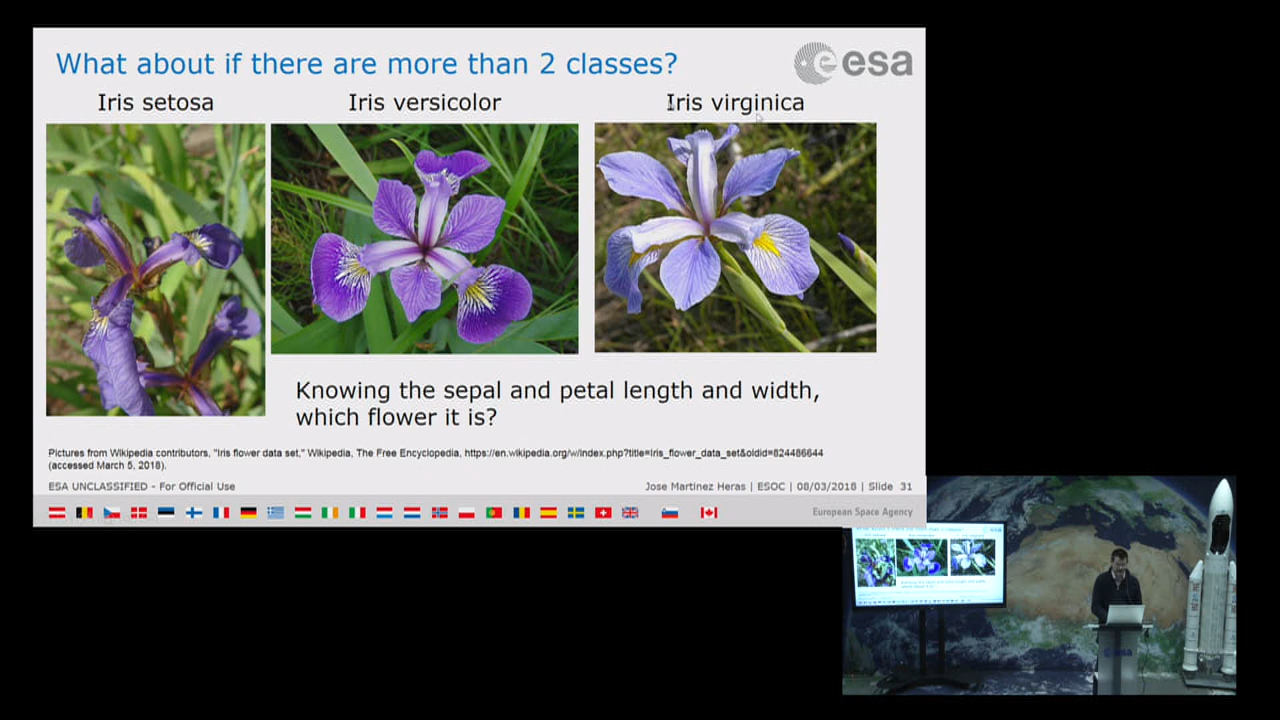 What about if there are more than 2 classes?
esa
Iris setosa
Iris versicolor
Iris virginica
Knowing the sepal and petal length and width,
which flower it is?
Pictures from Wikipedia contributors, "Iris flower data set," Wikipedia, The Free Encyclopedia, https://en.wikipedia.org/w/index.php?title=Iris_flower_data_set&oldid=824486644
(accessed March 5, 2018).
ESA UNCLASSIFIED - For Official Use
Jose Martinez Heras | ESOC | 08/03/2018 | Slide 31
European Space Agency
esa